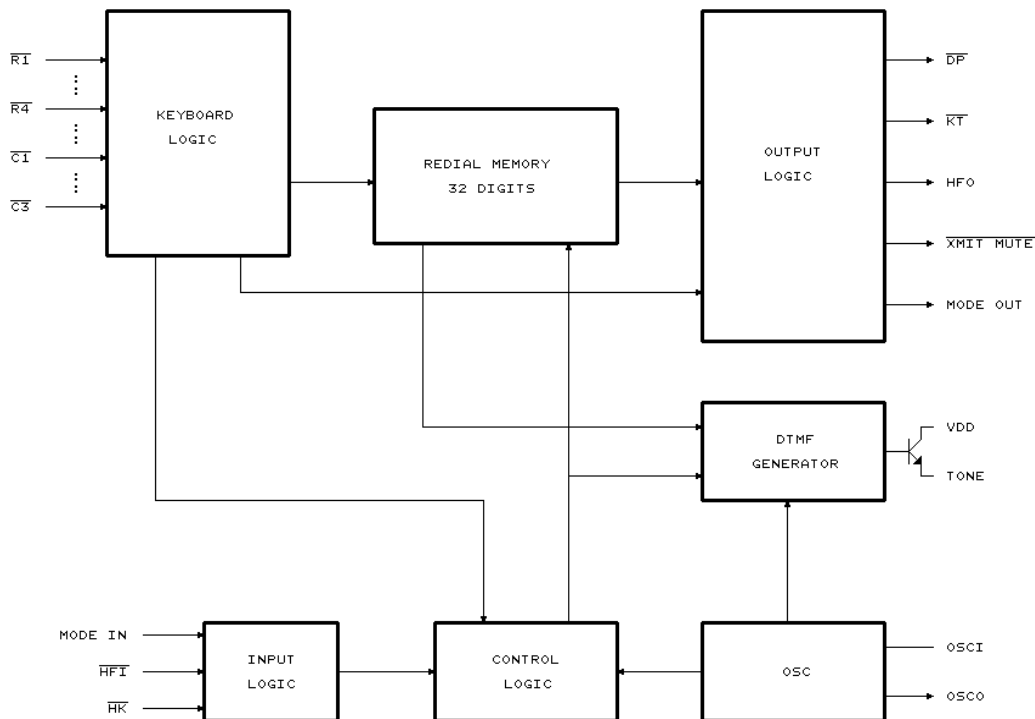 R1
R4
C1
C3
KEYBOARD
LOGIC
REDIAL MEMORY
32 DIGITS
OUTPUT
LOGIC
DP
KT
HFO
XMIT MUTE
MODE OUT
DTMF
GENERATOR
VDD
TONE
MODE IN
HFI
HK
INPUT
LOGIC
CONTROL
LOGIC
OSC
OSCI
OSCO